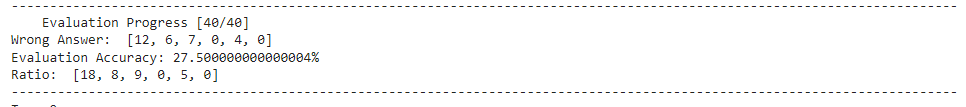 --------------------------------------------------------------------------------------------------------------------------
Evaluation Progress [40/40]
Wrong Answer:  [12, 6, 7, 0, 4, 0]
Evaluation Accuracy: 27.500000000000004%
Ratio:  [18, 8, 9, 0, 5, 0]
--------------------------------------------------------------------------------------------------------------------------